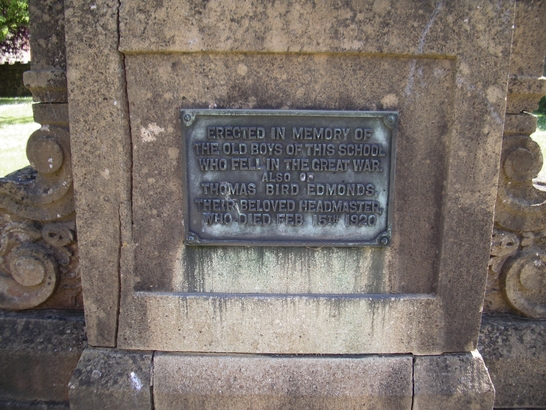 ERECTED IN MEMORY OF
THE OLD BOYS OF THIS SCHOOL
WHO FELL IN THE GREAT WAR.
ALSO OF
THOMAS BIRD EDMONDS,
THEIR BELOVED HEADMASTER,
WHO DIED FEB. 15TH 1920.